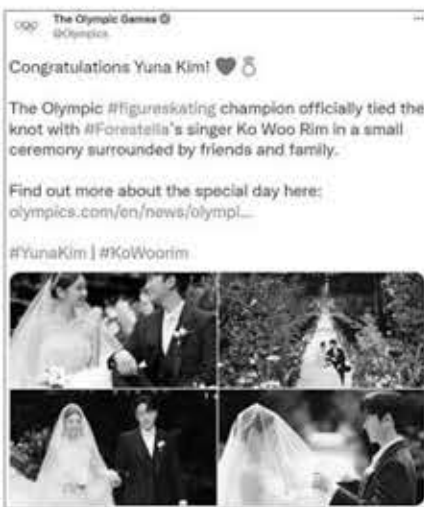 The Olympic Games
@Olympics
Congratulations Yuna Kim!
The Olympic #figureskating champion officially tied the
knot with #Forestella's singer Ko Woo Rim in a small
ceremony surrounded by friends and family.
Find out more about the special day here:
olympics.com/en/news/olympi...
#YunaKim | #KoWoorim